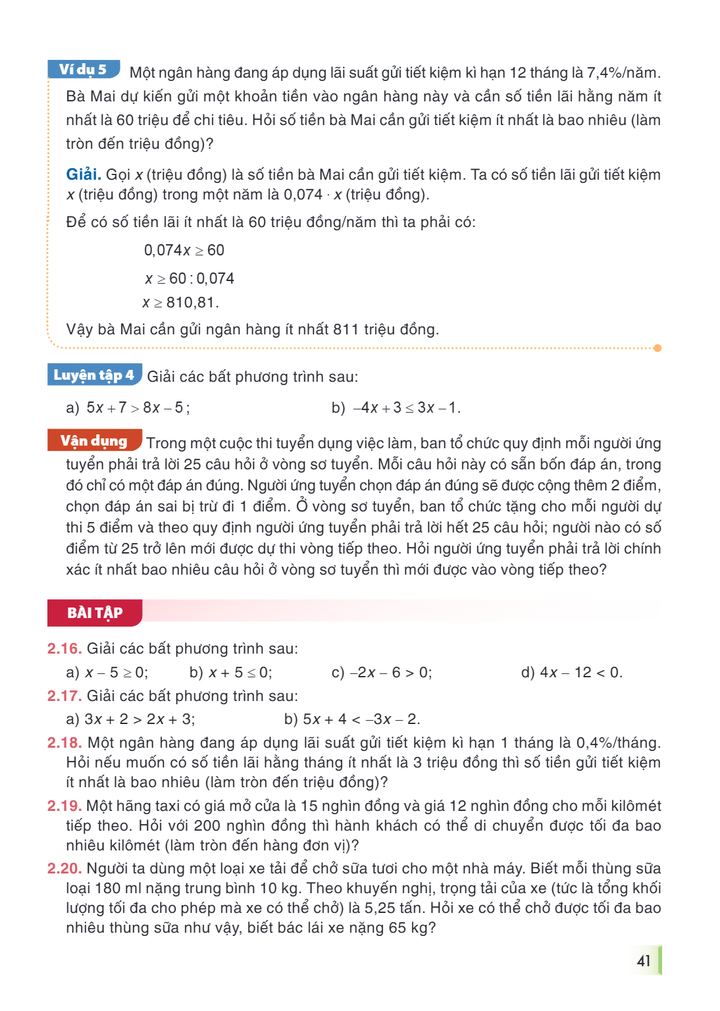 Ví dụ 5 Một ngân hàng đang áp dụng lãi suất gửi tiết kiệm kì hạn 12 tháng là 7,4%/năm.
Bà Mai dự kiến gửi một khoản tiền vào ngân hàng này và cần số tiền lãi hằng năm ít
nhất là 60 triệu để chi tiêu. Hỏi số tiền bà Mai cần gửi tiết kiệm ít nhất là bao nhiêu (làm
tròn đến triệu đồng)?
Giải. Gọi x (triệu đồng) là số tiền bà Mai cần gửi tiết kiệm. Ta có số tiền lãi gửi tiết kiệm
x (triệu đồng) trong một năm là 0,074 · x (triệu đồng).
Để có số tiền lãi ít nhất là 60 triệu đồng/năm thì ta phải có:
0,074x ≥ 60
x ≥ 60 : 0,074
x ≥ 810,81.
Vậy bà Mai cần gửi ngân hàng ít nhất 811 triệu đồng.
Luyện tập 4 Giải các bất phương trình sau:
a) 5x + 7 > 8x – 5; b) –4x + 3 ≤ 3x – 1.
Vận dụng Trong một cuộc thi tuyển dụng việc làm, ban tổ chức quy định mỗi người ứng
tuyển phải trả lời 25 câu hỏi ở vòng sơ tuyển. Mỗi câu hỏi này có sẵn bốn đáp án, trong
đó chỉ có một đáp án đúng. Người ứng tuyển chọn đáp án đúng sẽ được cộng thêm 2 điểm,
chọn đáp án sai bị trừ đi 1 điểm. Ở vòng sơ tuyển, ban tổ chức tặng cho mỗi người dự
thi 5 điểm và theo quy định người ứng tuyển phải trả lời hết 25 câu hỏi; người nào có số
điểm từ 25 trở lên mới được dự thi vòng tiếp theo. Hỏi người ứng tuyển phải trả lời chính
xác ít nhất bao nhiêu câu hỏi ở vòng sơ tuyển thì mới được vào vòng tiếp theo?
BÀI TẬP
2.16. Giải các bất phương trình sau:
a) x – 5 ≥ 0; b) x + 5 ≤ 0; c) –2x – 6 > 0; d) 4x – 12 < 0.
2.17. Giải các bất phương trình sau:
a) 3x + 2 > 2x + 3; b) 5x + 4 < –3x – 2.
2.18. Một ngân hàng đang áp dụng lãi suất gửi tiết kiệm kì hạn 1 tháng là 0,4%/tháng.
Hỏi nếu muốn có số tiền lãi hằng tháng ít nhất là 3 triệu đồng thì số tiền gửi tiết kiệm
ít nhất là bao nhiêu (làm tròn đến triệu đồng)?
2.19. Một hãng taxi có giá mở cửa là 15 nghìn đồng và giá 12 nghìn đồng cho mỗi kilômét
tiếp theo. Hỏi với 200 nghìn đồng thì hành khách có thể di chuyển được tối đa bao
nhiêu kilômét (làm tròn đến hàng đơn vị)?
2.20. Người ta dùng một loại xe tải để chở sữa tươi cho một nhà máy. Biết mỗi thùng sữa
loại 180 ml nặng trung bình 10 kg. Theo khuyến nghị, trọng tải của xe (tức là tổng khối
lượng tối đa cho phép mà xe có thể chở) là 5,25 tấn. Hỏi xe có thể chở được tối đa bao
nhiêu thùng sữa như vậy, biết bác lái xe nặng 65 kg?
41